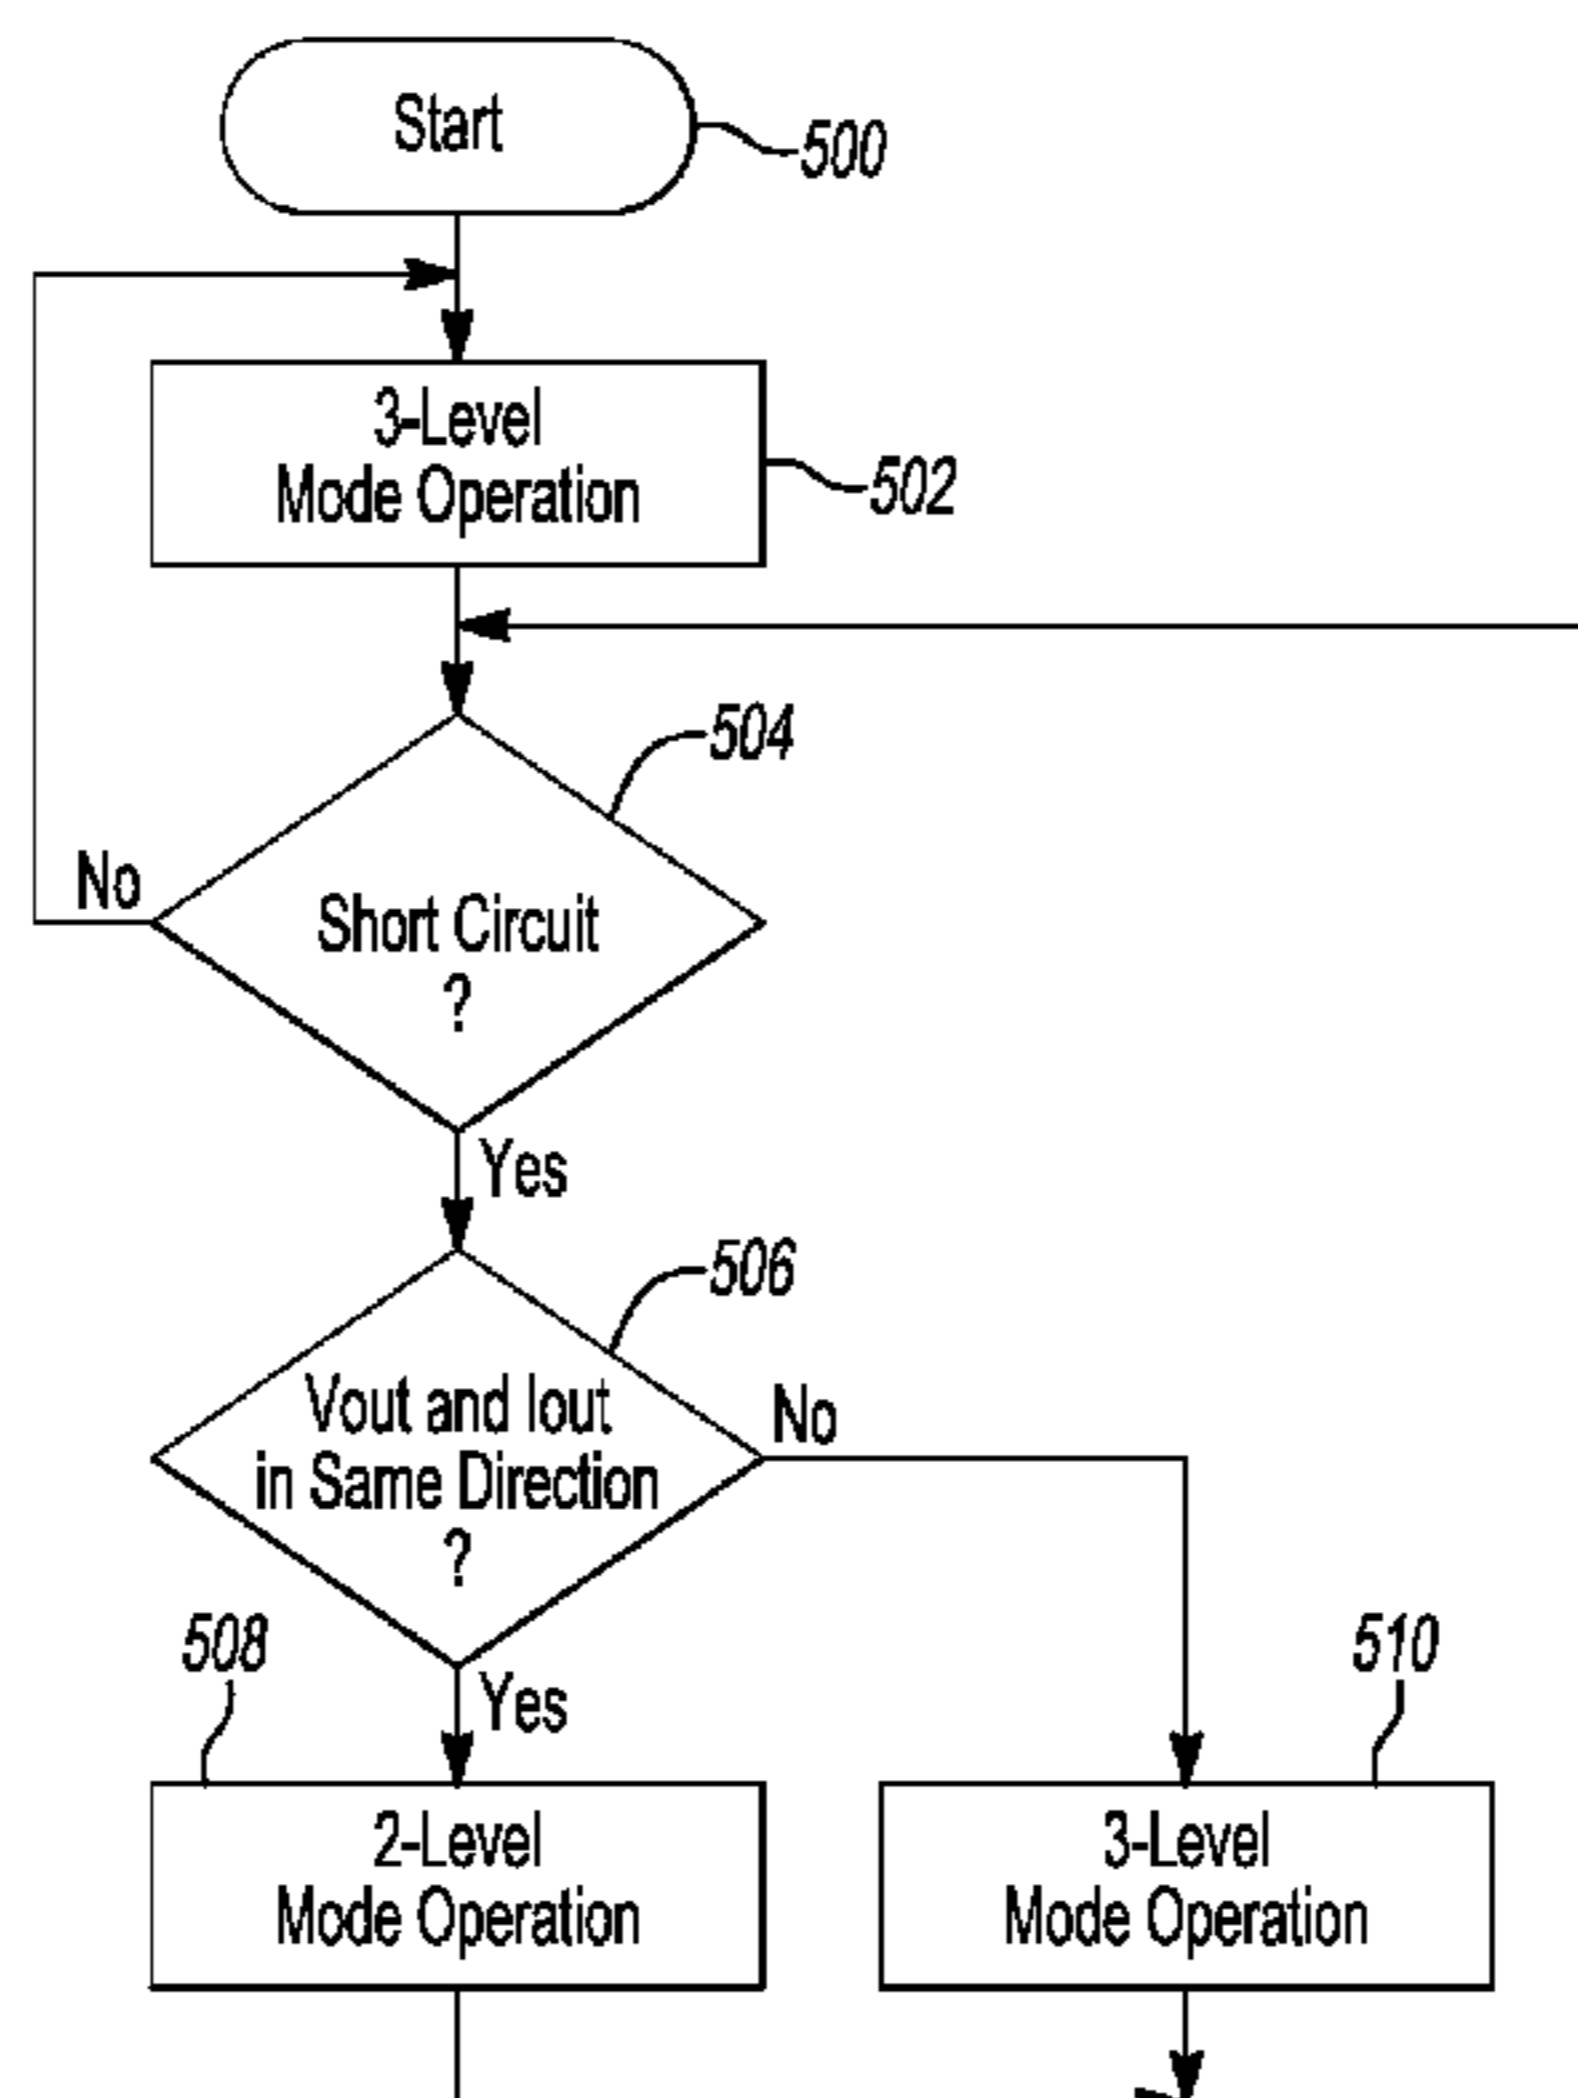 Start
500
3-Level
Mode Operation
502
504
No
Short Circuit
?
Yes
506
Vout and Iout
in Same Direction
?
No
508
Yes
510
2-Level
Mode Operation
3-Level
Mode Operation